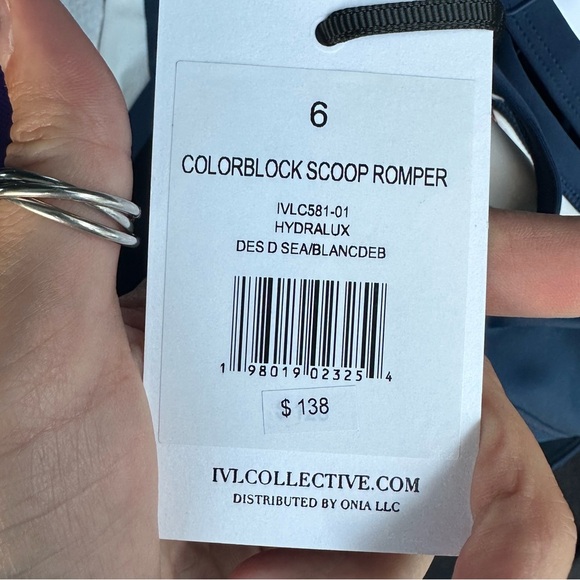 6
COLORBLOCK SCOOP ROMPER
IVLC581-01
HYDRALUX
DES D SEA/BLANCDEB
1 98019 02325 4
$ 138
IVLCOLLECTIVE.COM
DISTRIBUTED BY ONIA LLC